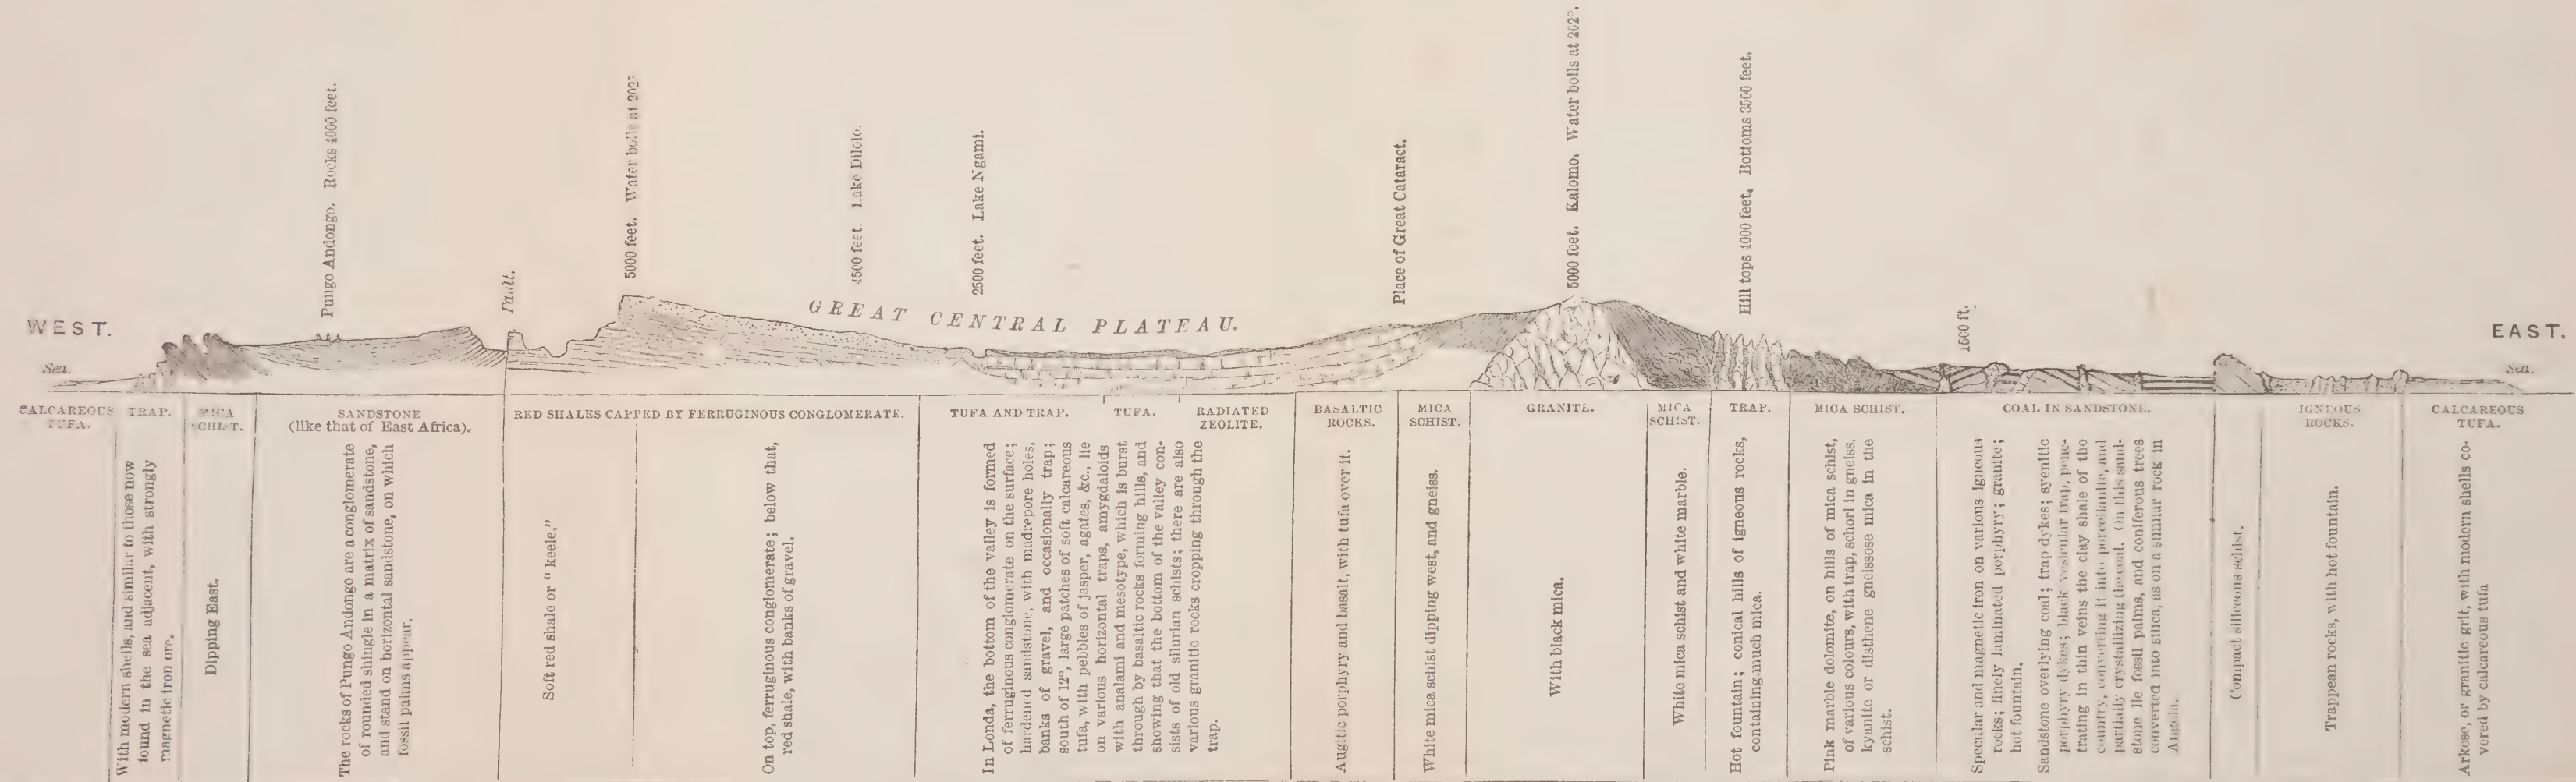 Pungo Andongo. Rocks 4000 feet.
Fault.
5000 feet. Water boils at 202°
4500 feet. Lake Dilolo.
2500 feet. Lake Ngami.
Place of Great Cataract.
5000 feet. Kalomo. Water boils at 202°.
Hill tops 4000 feet. Bottoms 3500 feet.
1500 ft.
WEST.
GREAT CENTRAL PLATEAU.
EAST.
Sea.
Sea.
CALCAREOUS
TUFA.
TRAP.
With modern shells, and similar to those now
found in the sea adjacent, with strongly
magnetic iron ore.
MICA
SCHIST.
Dipping East.
SANDSTONE
(like that of East Africa).
The rocks of Pungo Andongo are a conglomerate
of rounded shingle in a matrix of sandstone,
and stand on horizontal sandstone, on which
fossil palms appear.
RED SHALES CAPPED BY FERRUGINOUS CONGLOMERATE.
Soft red shale or "keele."
On top, ferruginous conglomerate; below that,
red shale, with banks of gravel.
TUFA AND TRAP.
TUFA.
RADIATED
ZEOLITE.
In Londa, the bottom of the valley is formed
of ferruginous conglomerate on the surface;
hardened sandstone, with madrepore holes,
banks of gravel, and occasionally trap;
south of 12°, large patches of soft calcareous
tufa, with pebbles of jasper, agates, &c., lie
on various horizontal traps, amygdaloids
with analami and mesotype, which is burst
through by basaltic rocks forming hills, and
showing that the bottom of the valley con-
sists of old silurian schists; there are also
various granitic rocks cropping through the
trap.
BASALTIC
ROCKS.
Augitic porphyry and basalt, with tufa over it.
MICA
SCHIST.
White mica schist dipping west, and gneiss.
GRANITE.
With black mica.
MICA
SCHIST.
White mica schist and white marble.
TRAP.
Hot fountain; conical hills of igneous rocks,
containing much mica.
MICA SCHIST.
Pink marble dolomite, on hills of mica schist,
of various colours, with trap, schorl in gneiss.
kyanite or disthene gneissose mica in the
schist.
COAL IN SANDSTONE.
Specular and magnetic iron on various igneous
rocks; finely laminated porphyry; granite;
hot fountain.
Sandstone overlying coal; trap dykes; syenitic
porphyry dykes; black vesicular trap, pene-
trating in thin veins the clay shale of the
country, converting it into porcellanite, and
partially crystalizing the coal. On this sand-
stone lie fossil palms, and coniferous trees
converted into silica, as on a similar rock in
Angola.
Compact siliceous schist.
IGNEOUS
ROCKS.
Trappean rocks, with hot fountain.
CALCAREOUS
TUFA.
Arkose, or granitic grit, with modern shells co-
vered by calcareous tufa